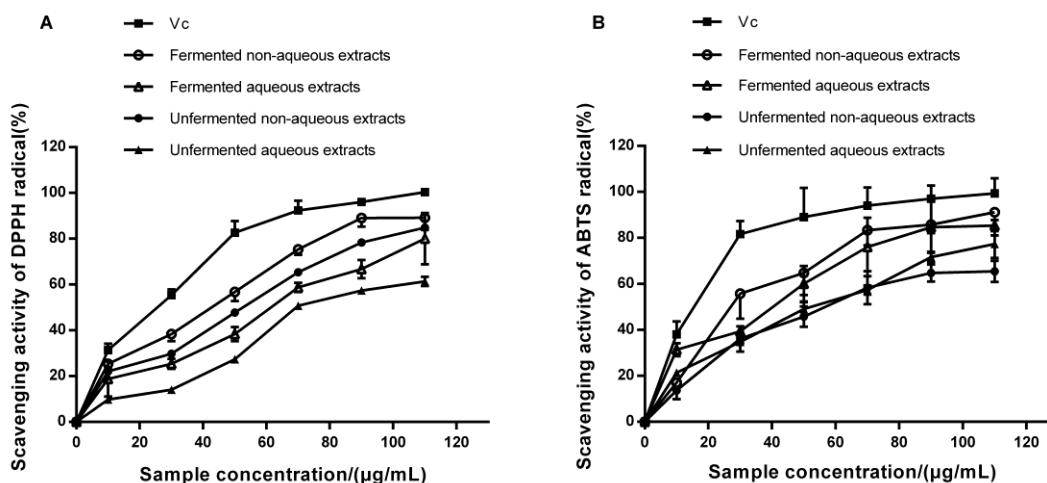 A
Vc
Fermented non-aqueous extracts
Fermented aqueous extracts
Unfermented non-aqueous extracts
Unfermented aqueous extracts
Scavenging activity of DPPH radical(%)
120
100
80
60
40
20
0
0 20 40 60 80 100 120
Sample concentration/(μg/mL)
B
Vc
Fermented non-aqueous extracts
Fermented aqueous extracts
Unfermented non-aqueous extracts
Unfermented aqueous extracts
Scavenging activity of ABTS radical(%)
120
100
80
60
40
20
0
0 20 40 60 80 100 120
Sample concentration/(μg/mL)